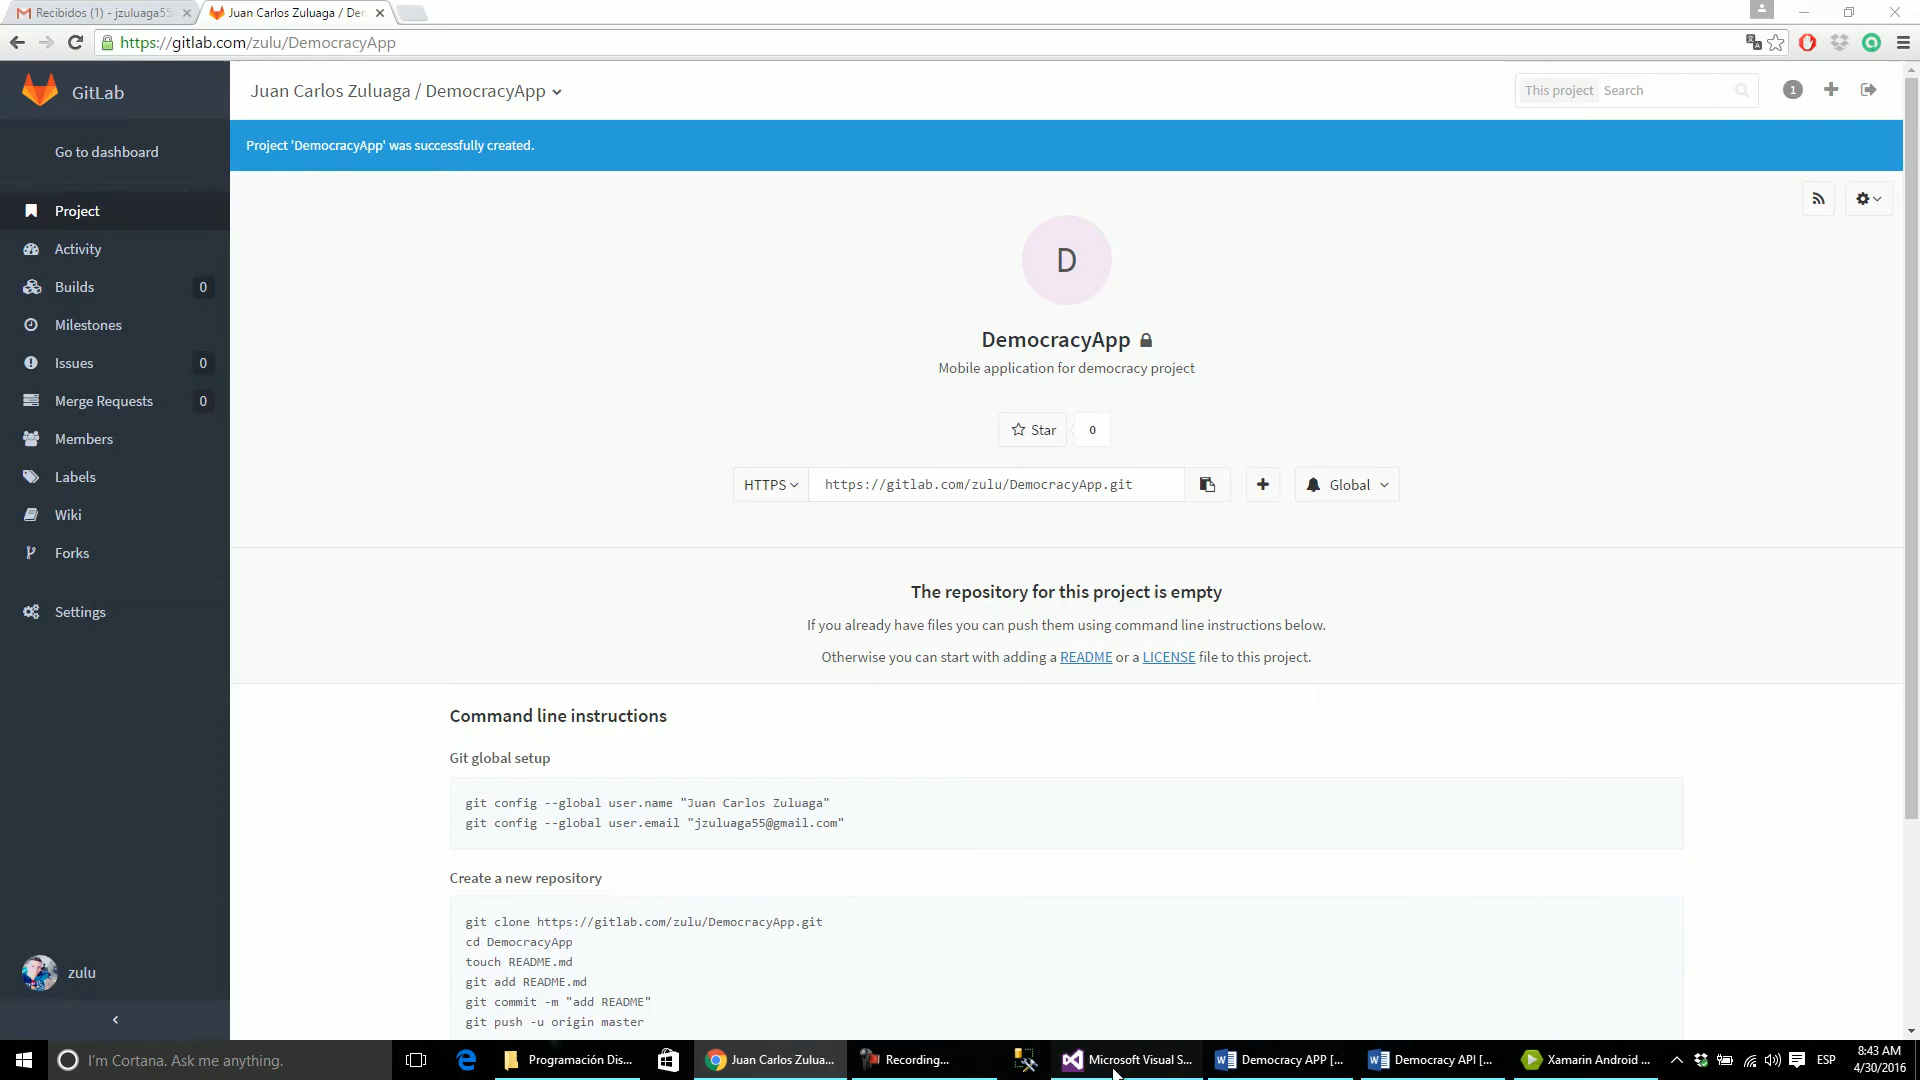 Recibidos (1) - jzuluaga55
Juan Carlos Zuluaga / De
https://gitlab.com/zulu/DemocracyApp
GitLab
Juan Carlos Zuluaga / DemocracyApp
This project
Search
1
Go to dashboard
Project 'DemocracyApp' was successfully created.
Project
Activity
Builds 0
Milestones
Issues 0
Merge Requests 0
Members
Labels
Wiki
Forks
Settings
zulu
D
DemocracyApp
Mobile application for democracy project
Star 0
HTTPS https://gitlab.com/zulu/DemocracyApp.git Global
The repository for this project is empty
If you already have files you can push them using command line instructions below.
Otherwise you can start with adding a README or a LICENSE file to this project.
Command line instructions
Git global setup
git config --global user.name "Juan Carlos Zuluaga"
git config --global user.email "jzuluaga55@gmail.com"
Create a new repository
git clone https://gitlab.com/zulu/DemocracyApp.git
cd DemocracyApp
touch README.md
git add README.md
git commit -m "add README"
git push -u origin master
I'm Cortana. Ask me anything.
Programación Dis...
Juan Carlos Zulua...
Recording...
Microsoft Visual S...
Democracy APP [...
Democracy API [...
Xamarin Android ...
ESP
8:43 AM
4/30/2016